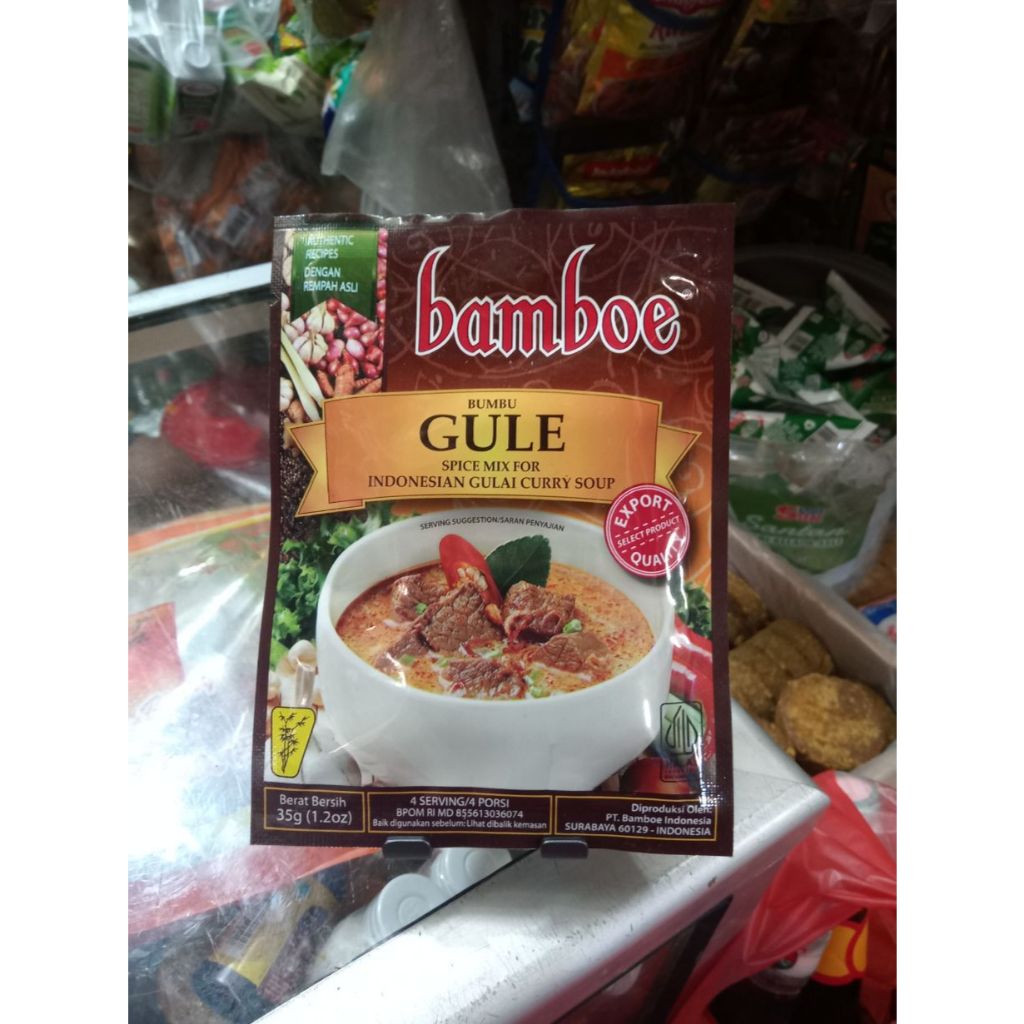 AUTHENTIC
RECIPES
DENGAN
REMPAH ASLI
bamboe
BUMBU
GULE
SPICE MIX FOR
INDONESIAN GULAI CURRY SOUP
SERVING SUGGESTION/SARAN PENYAJIAN
EXPORT
SELECT PRODUCT
QUALITY
Berat Bersih
35g (1.2oz)
4 SERVING/4 PORSI
BPOM RI MD 855613036074
Baik digunakan sebelum: Lihat dibalik kemasan
Diproduksi Oleh:
PT. Bamboe Indonesia
SURABAYA 60129 - INDONESIA